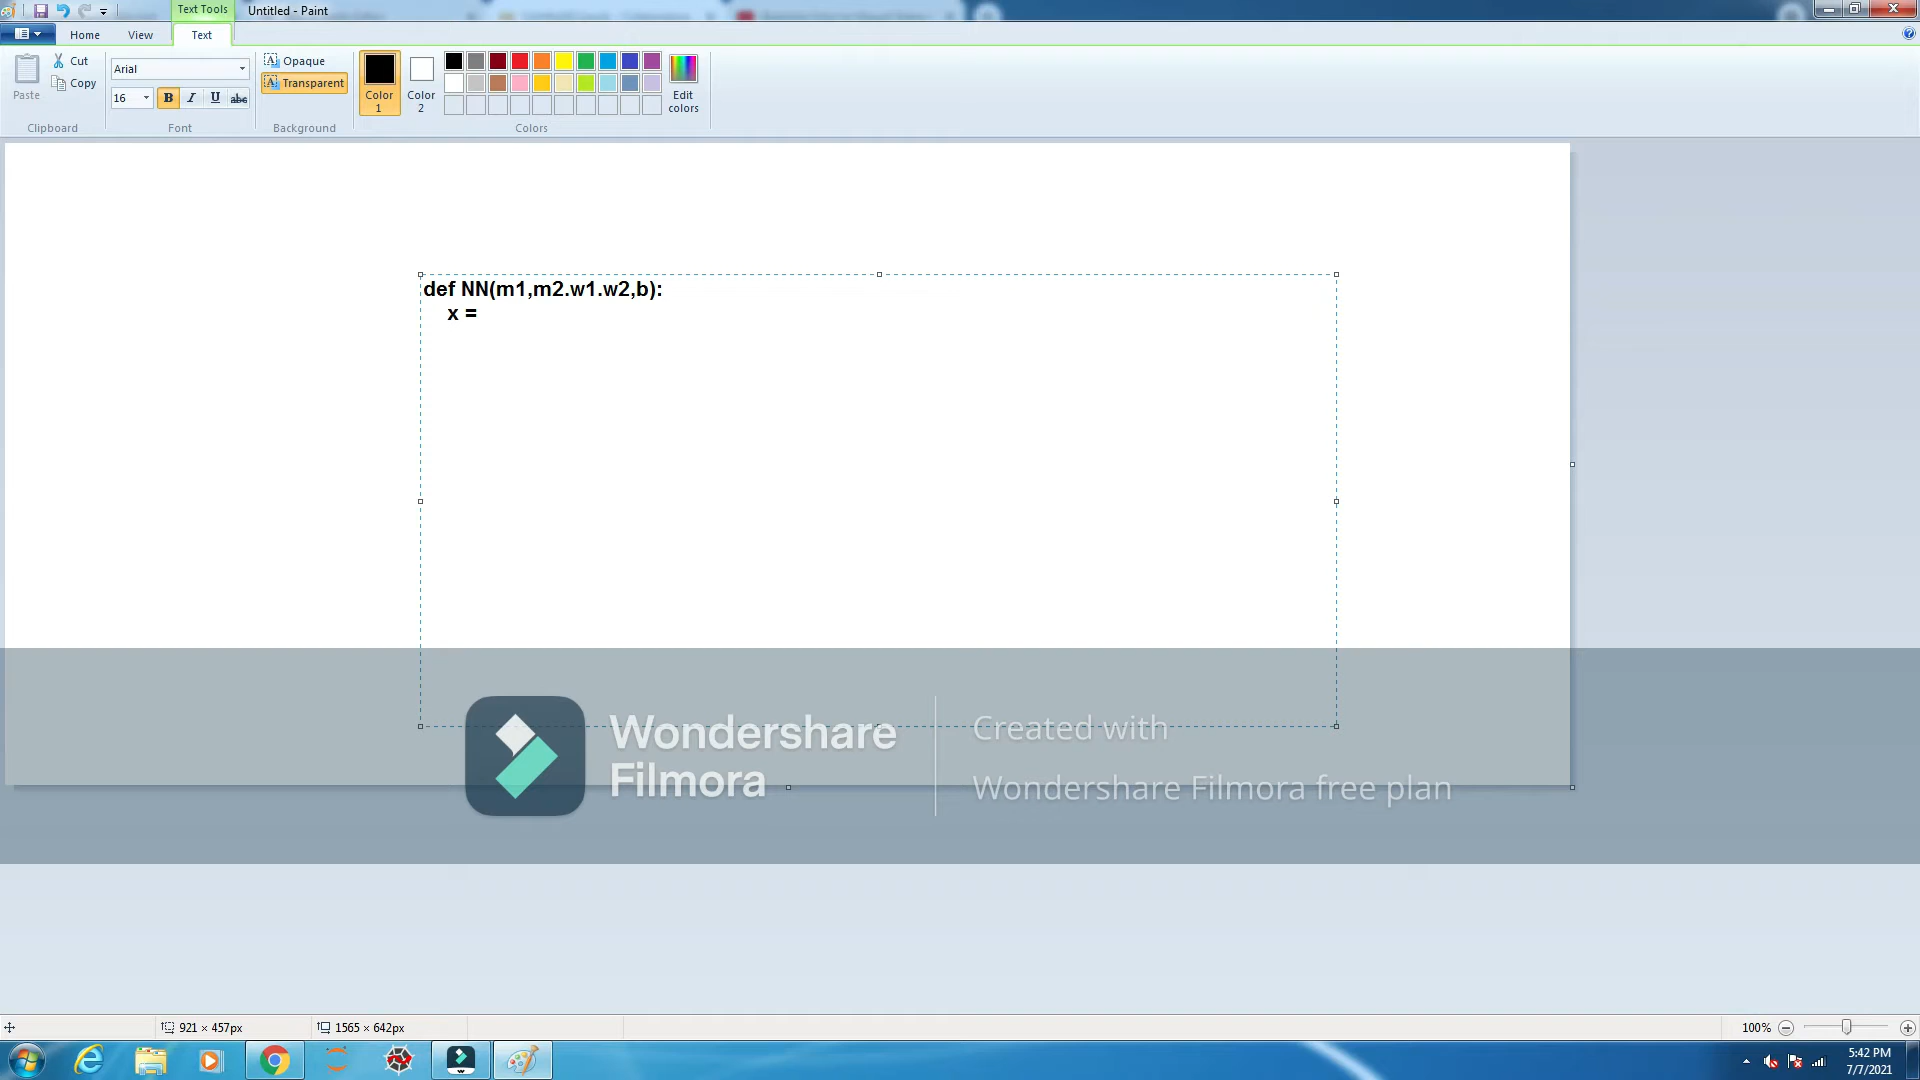 Text Tools
Untitled - Paint
Home
View
Text
Paste
Cut
Copy
Clipboard
Arial
16
B I U abc
Font
Opaque
Transparent
Background
Color
1
Color
2
Edit
colors
Colors
def NN(m1,m2.w1.w2,b):
x =
Wondershare
Filmora
Created with
Wondershare Filmora free plan
921 × 457px
1565 × 642px
100%
5:42 PM
7/7/2021